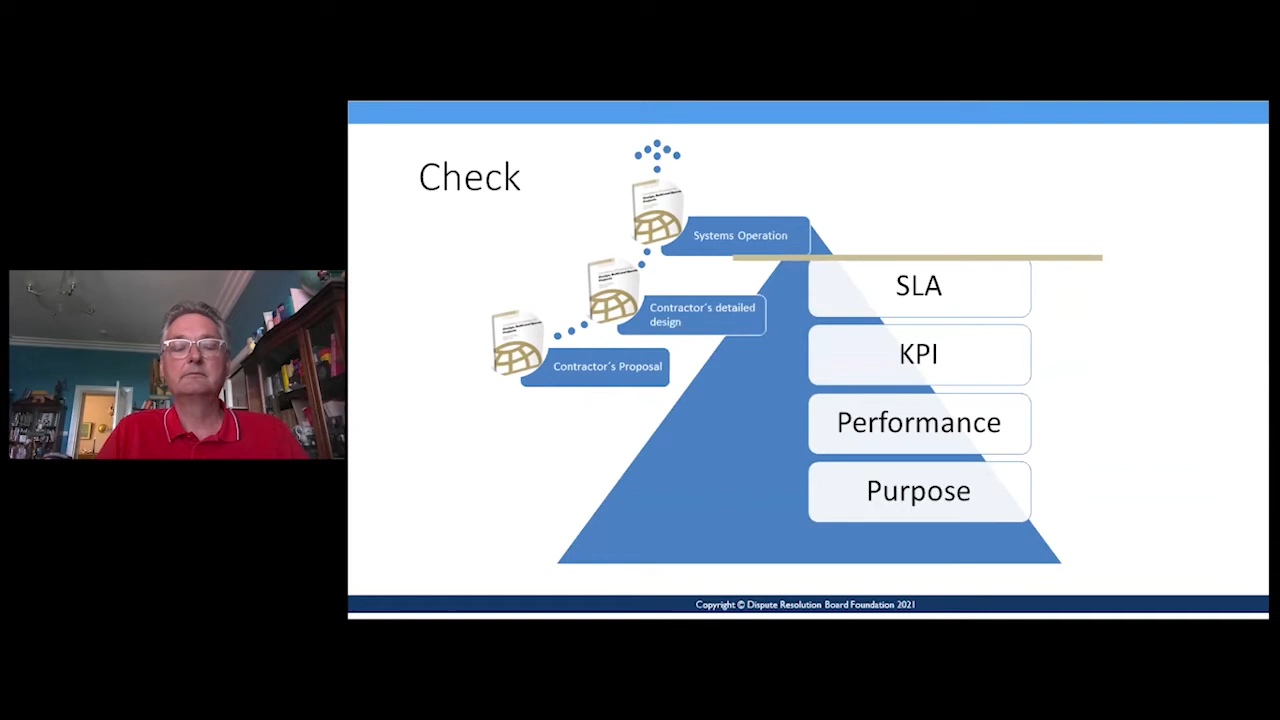 Check
Systems Operation
Contractor´s detailed
design
Contractor´s Proposal
SLA
KPI
Performance
Purpose
Copyright © Dispute Resolution Board Foundation 2021